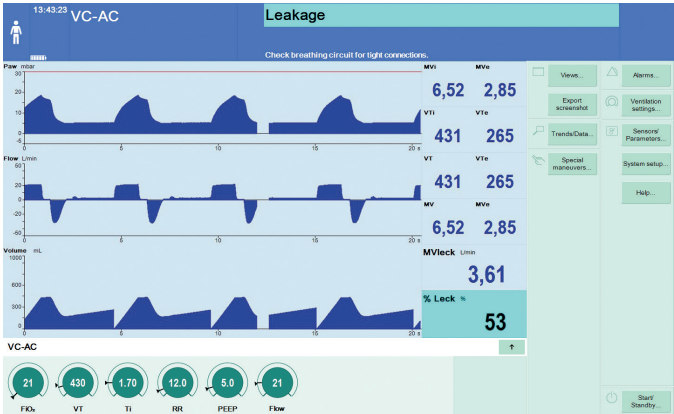 13:43:23
VC-AC
Leakage
Check breathing circuit for tight connections.
Paw mbar
30
20
10
0
-5
0 5 10 15 20 s
Flow L/min
50
20
0
-20
-60
0 5 10 15 20 s
Volume mL
1000
600
300
0
0 5 10 15 20 s
MVi MVe
6,52 2,85
VTi VTe
431 265
VT VTe
431 265
MV MVe
6,52 2,85
MVleck L/min
3,61
% Leck %
53
Views...
Alarms...
Export
screenshot
Ventilation
settings...
Trends/Data...
Sensors/
Parameters...
Special
maneuvers...
System setup...
Help...
Start/
Standby...
VC-AC
21 430 1.70 12.0 5.0 21
FiO₂ VT Ti RR PEEP Flow